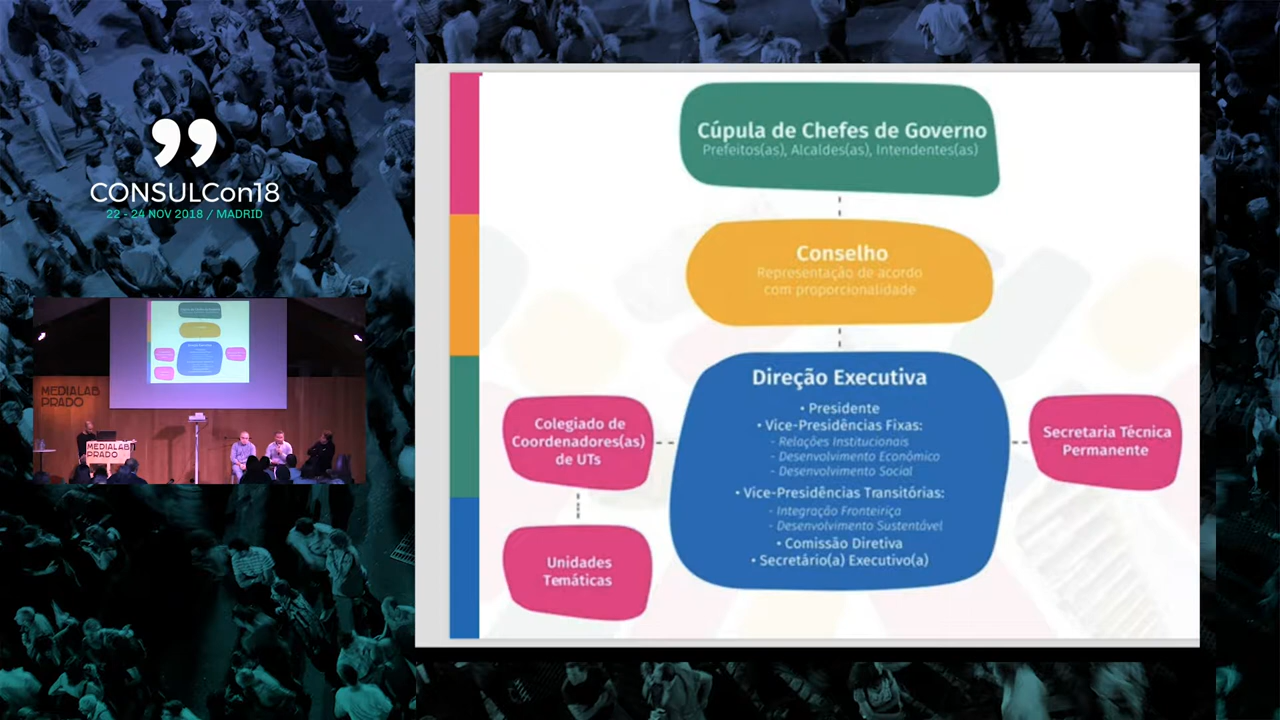 CONSULCon18
22 - 24 NOV 2018 / MADRID
MEDIALAB
PRADO
MEDIALAB
PRADO
Cúpula de Chefes de Governo
Prefeitos(as), Alcaldes(as), Intendentes(as)
Conselho
Representação de acordo
com proporcionalidade
Direção Executiva
• Presidente
• Vice-Presidências Fixas:
- Relações Institucionais
- Desenvolvimento Econômico
- Desenvolvimento Social
• Vice-Presidências Transitórias:
- Integração Fronteiriça
- Desenvolvimento Sustentável
• Comissão Diretiva
• Secretário(a) Executivo(a)
Colegiado de
Coordenadores(as)
de UTs
Unidades
Temáticas
Secretaria Técnica
Permanente